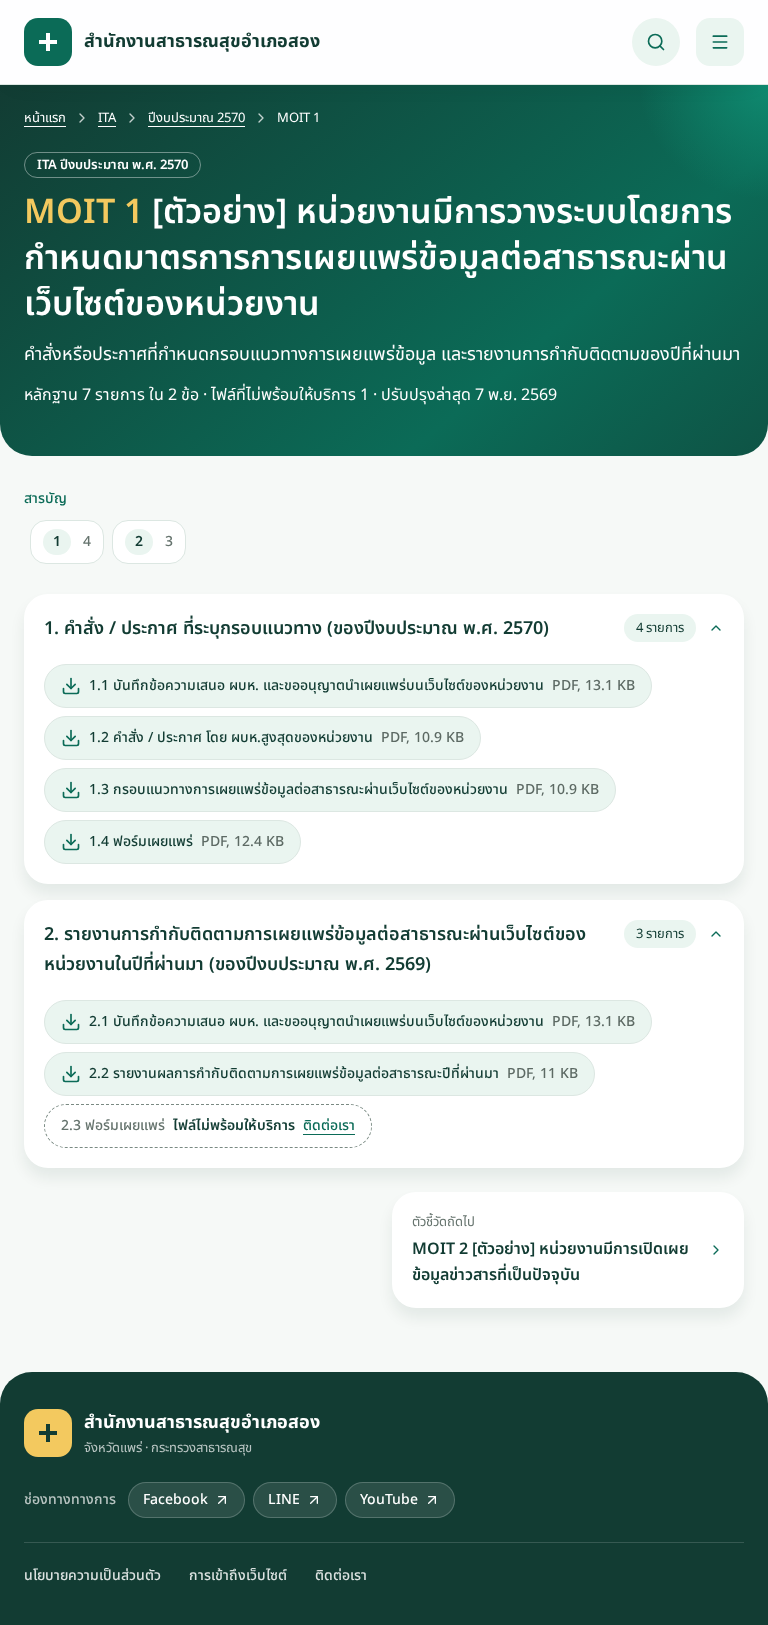 สำนักงานสาธารณสุขอำเภอสอง
หน้าแรก
ITA
ปีงบประมาณ 2570
MOIT 1
ITA ปีงบประมาณ พ.ศ. 2570
MOIT 1 [ตัวอย่าง] หน่วยงานมีการวางระบบโดยการ
กำหนดมาตรการการเผยแพร่ข้อมูลต่อสาธารณะผ่าน
เว็บไซต์ของหน่วยงาน
คำสั่งหรือประกาศที่กำหนดกรอบแนวทางการเผยแพร่ข้อมูล และรายงานการกำกับติดตามของปีที่ผ่านมา
หลักฐาน 7 รายการ ใน 2 ข้อ · ไฟล์ที่ไม่พร้อมให้บริการ 1 · ปรับปรุงล่าสุด 7 พ.ย. 2569
สารบัญ
1 4 2 3
1. คำสั่ง / ประกาศ ที่ระบุกรอบแนวทาง (ของปีงบประมาณ พ.ศ. 2570)
4 รายการ
1.1 บันทึกข้อความเสนอ ผบห. และขออนุญาตนำเผยแพร่บนเว็บไซต์ของหน่วยงาน PDF, 13.1 KB
1.2 คำสั่ง / ประกาศ โดย ผบห.สูงสุดของหน่วยงาน PDF, 10.9 KB
1.3 กรอบแนวทางการเผยแพร่ข้อมูลต่อสาธารณะผ่านเว็บไซต์ของหน่วยงาน PDF, 10.9 KB
1.4 ฟอร์มเผยแพร่ PDF, 12.4 KB
2. รายงานการกำกับติดตามการเผยแพร่ข้อมูลต่อสาธารณะผ่านเว็บไซต์ของ
หน่วยงานในปีที่ผ่านมา (ของปีงบประมาณ พ.ศ. 2569)
3 รายการ
2.1 บันทึกข้อความเสนอ ผบห. และขออนุญาตนำเผยแพร่บนเว็บไซต์ของหน่วยงาน PDF, 13.1 KB
2.2 รายงานผลการกำกับติดตามการเผยแพร่ข้อมูลต่อสาธารณะปีที่ผ่านมา PDF, 11 KB
2.3 ฟอร์มเผยแพร่ ไฟล์ไม่พร้อมให้บริการ ติดต่อเรา
ตัวชี้วัดถัดไป
MOIT 2 [ตัวอย่าง] หน่วยงานมีการเปิดเผย
ข้อมูลข่าวสารที่เป็นปัจจุบัน
สำนักงานสาธารณสุขอำเภอสอง
จังหวัดแพร่ · กระทรวงสาธารณสุข
ช่องทางทางการ Facebook LINE YouTube
นโยบายความเป็นส่วนตัว การเข้าถึงเว็บไซต์ ติดต่อเรา